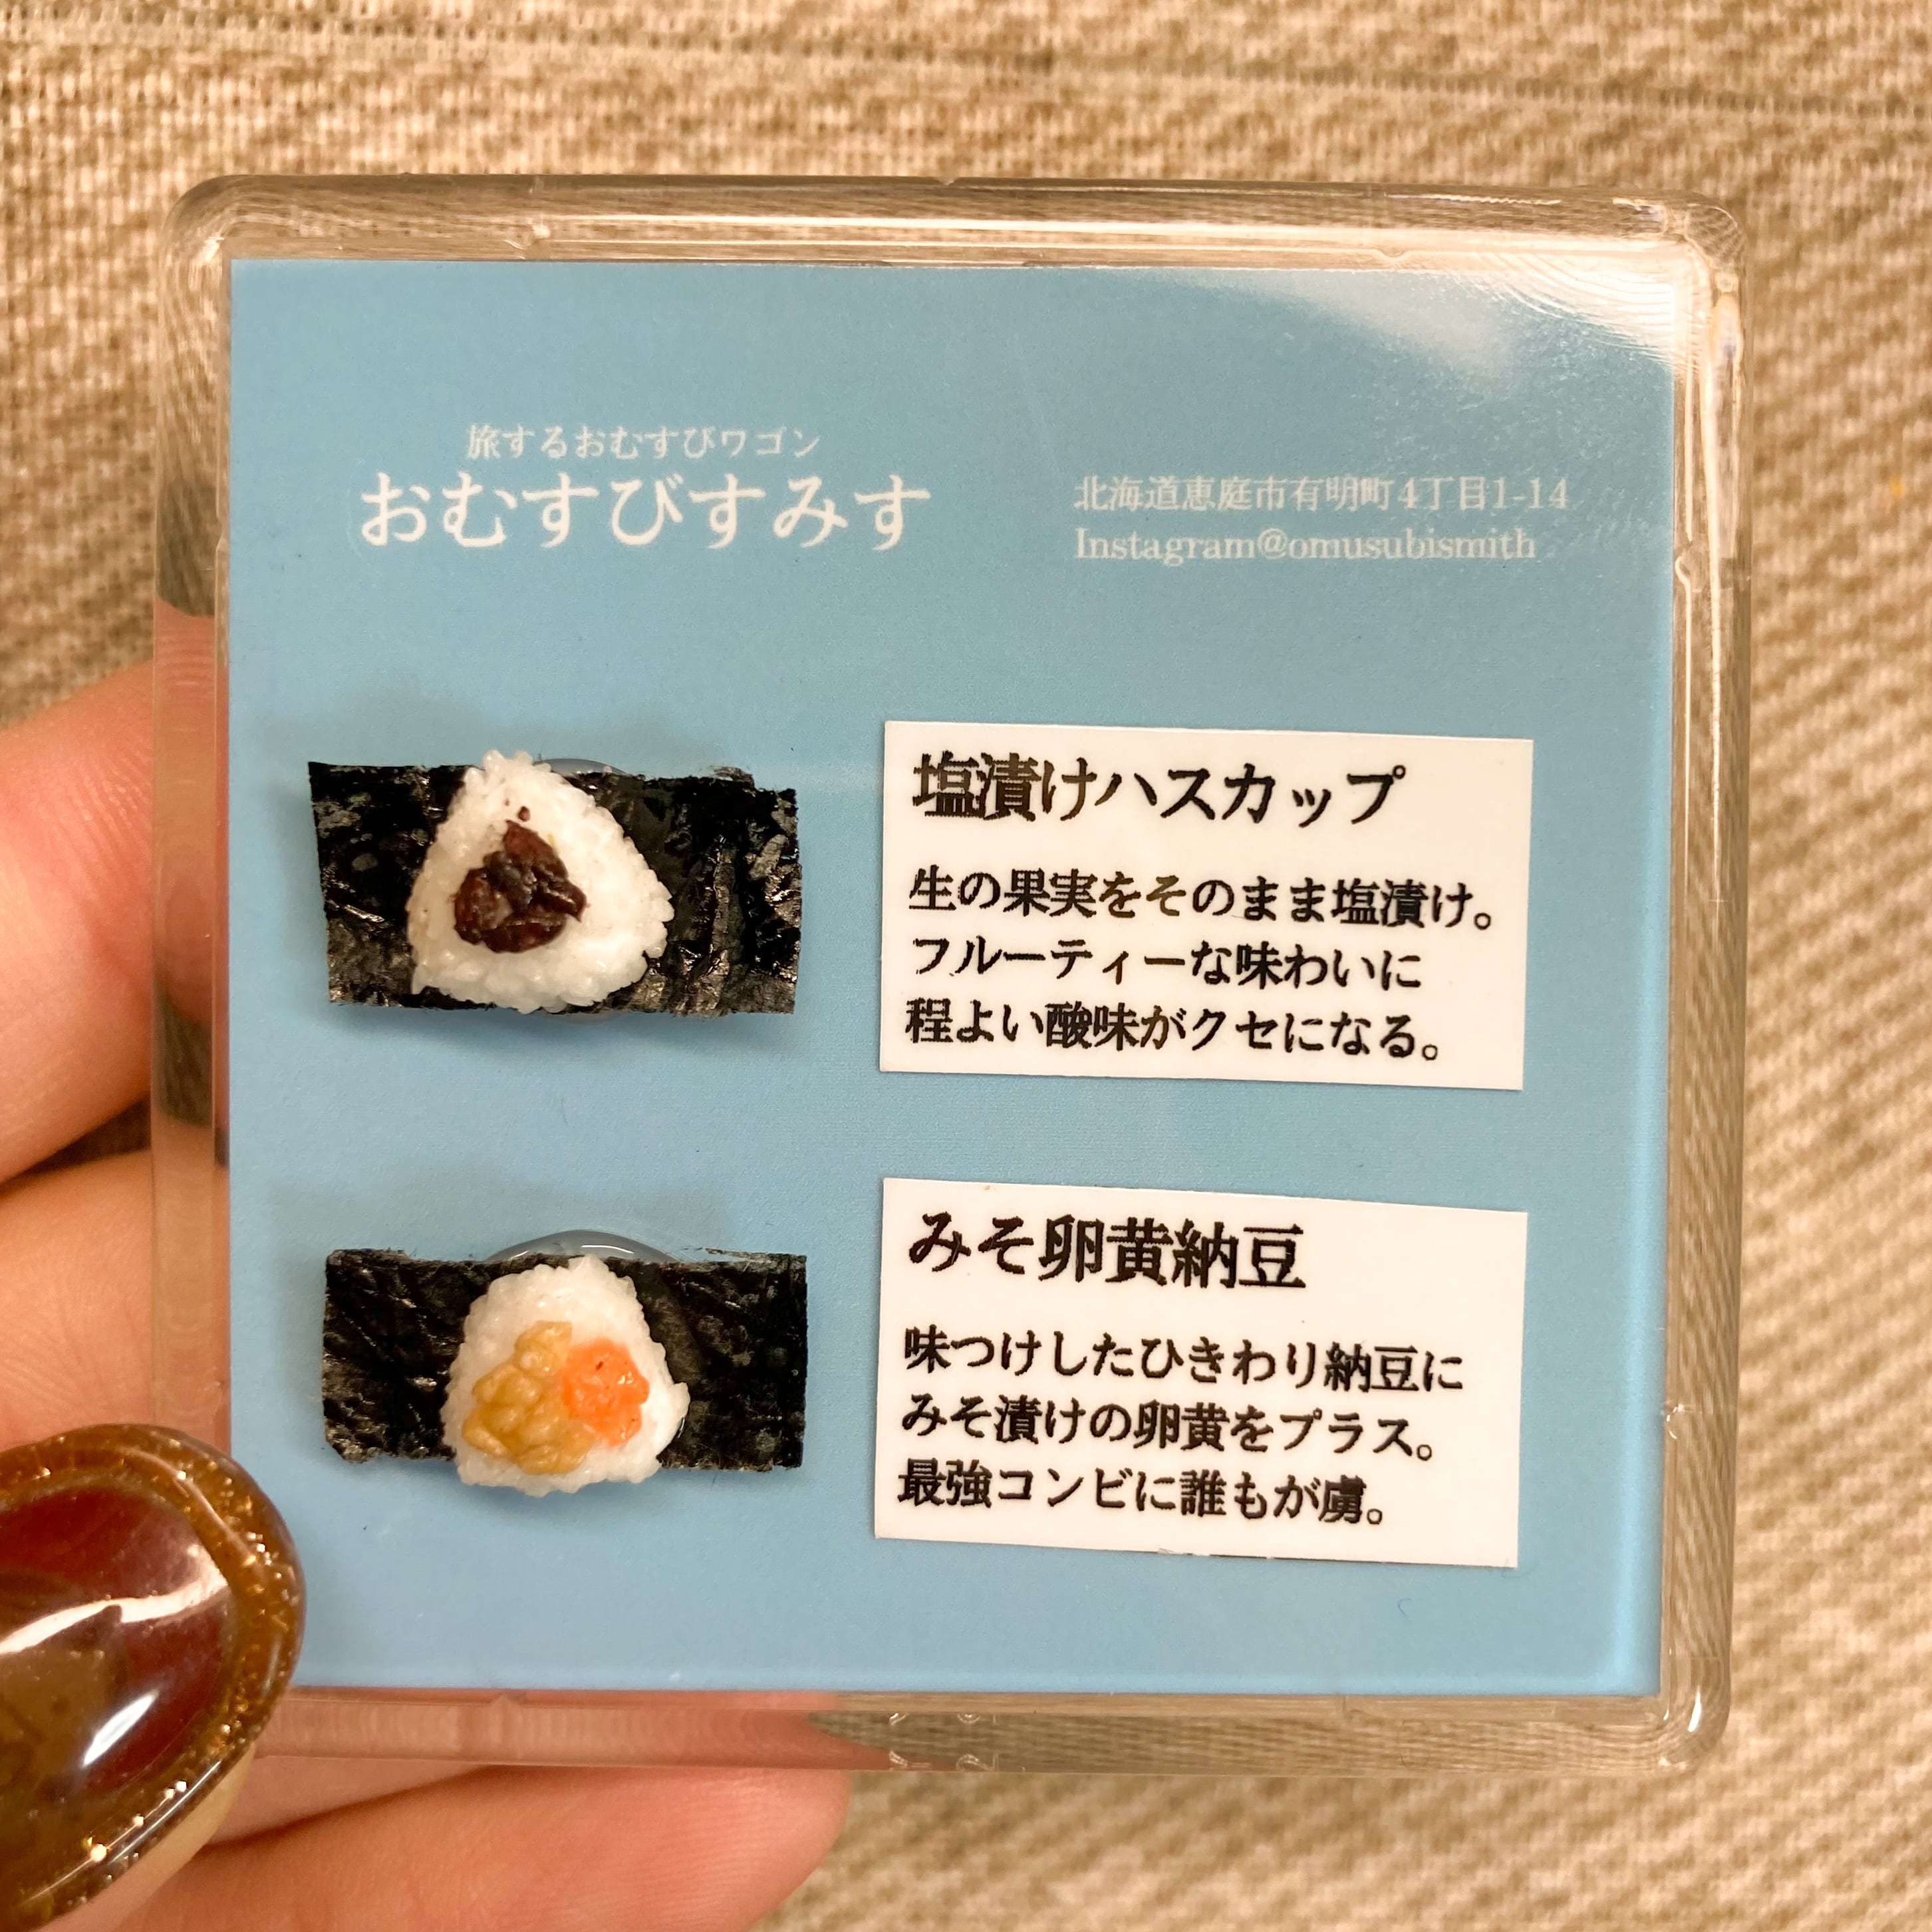 旅するおむすびワゴン
おむすびすみす
北海道恵庭市有明町4丁目1-14
Instagram@omusubismith
塩漬けハスカップ
生の果実をそのまま塩漬け。
フルーティーな味わいに
程よい酸味がクセになる。
みそ卵黄納豆
味つけしたひきわり納豆に
みそ漬けの卵黄をプラス。
最強コンビに誰もが虜。